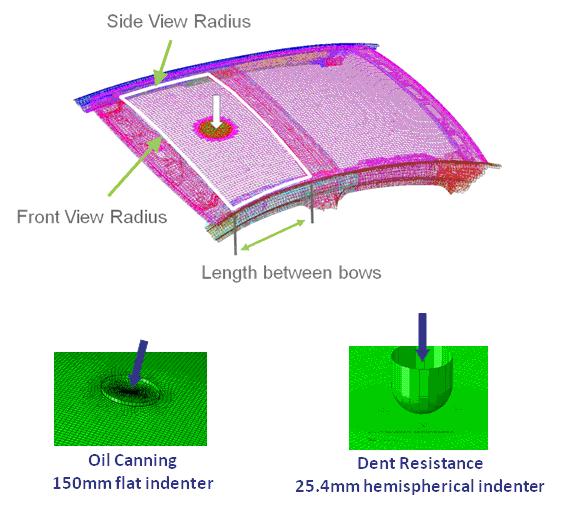 Side View Radius
Front View Radius
Length between bows
Oil Canning
150mm flat indenter
Dent Resistance
25.4mm hemispherical indenter